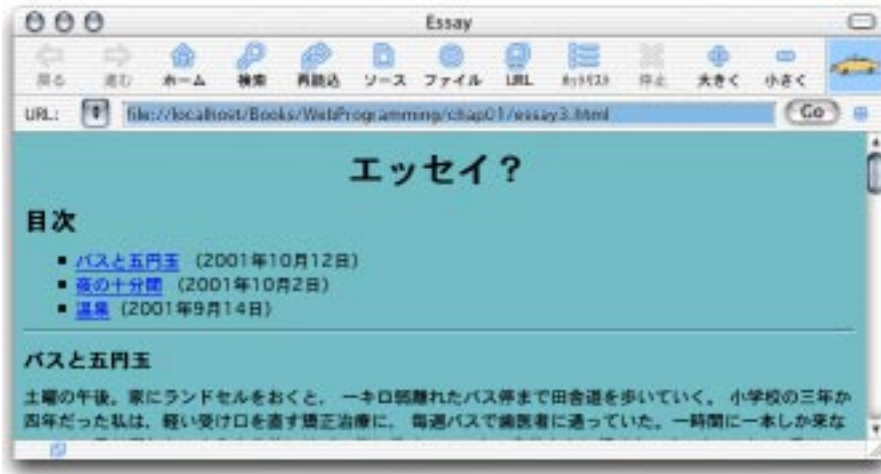 Essay
戻る 進む ホーム 検索 再読込 ソース ファイル URL ホットリスト 停止 大きく 小さく
URL: file://localhost/Books/WebProgramming/chap01/essay3.html Go
エッセイ？
目次
バスと五円玉 （2001年10月12日）
夜の十分間 （2001年10月2日）
温泉 （2001年9月14日）
バスと五円玉
土曜の午後。家にランドセルをおくと、 一キロ弱離れたバス停まで田舎道を歩いていく。 小学校の三年か
四年だった私は、軽い受け口を直す矯正治療に、 毎週バスで歯医者に通っていた。一時間に一本しか来な